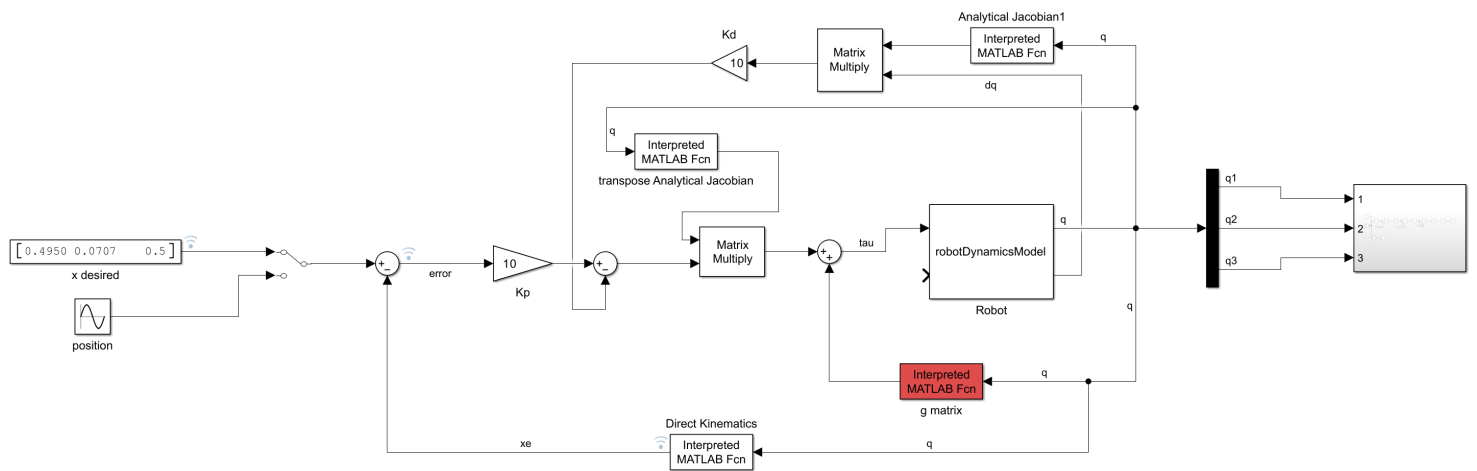 Analytical Jacobian1
Interpreted
MATLAB Fcn
q
Kd
10
Matrix
Multiply
dq
q
Interpreted
MATLAB Fcn
transpose Analytical Jacobian
[0.4950 0.0707 0.5]
x desired
position
+
−
error
10
Kp
+
−
Matrix
Multiply
+
+
tau
robotDynamicsModel
Robot
q
q
q1
q2
q3
1
2
3
Interpreted
MATLAB Fcn
g matrix
q
Direct Kinematics
Interpreted
MATLAB Fcn
xe
q